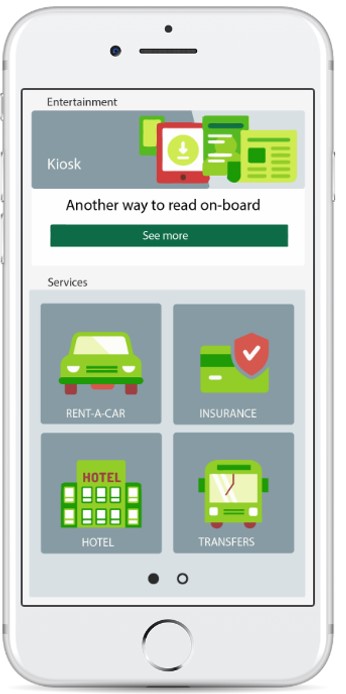 Entertainment
Kiosk
Another way to read on-board
See more
Services
RENT-A-CAR
INSURANCE
HOTEL
HOTEL
TRANSFERS